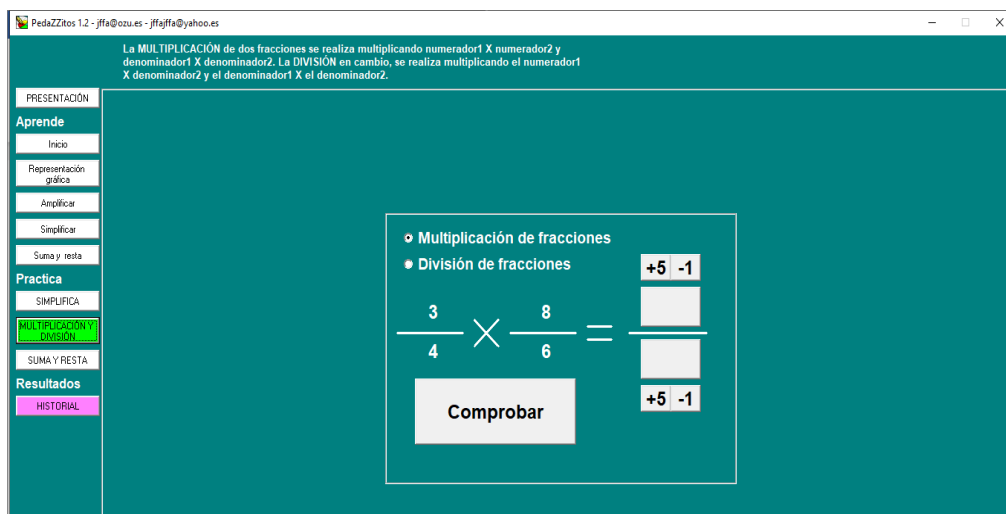 PedaZZitos 1.2 - jffa@ozu.es - jffajffa@yahoo.es
La MULTIPLICACIÓN de dos fracciones se realiza multiplicando numerador1 X numerador2 y
denominador1 X denominador2. La DIVISIÓN en cambio, se realiza multiplicando el numerador1
X denominador2 y el denominador1 X el denominador2.
PRESENTACIÓN
Aprende
Inicio
Representación
gráfica
Amplificar
Simplificar
Suma y resta
Practica
SIMPLIFICA
MULTIPLICACIÓN Y
DIVISIÓN
SUMA Y RESTA
Resultados
HISTORIAL
Multiplicación de fracciones
División de fracciones
+5 -1
3 8
4 × 6 =
+5 -1
Comprobar